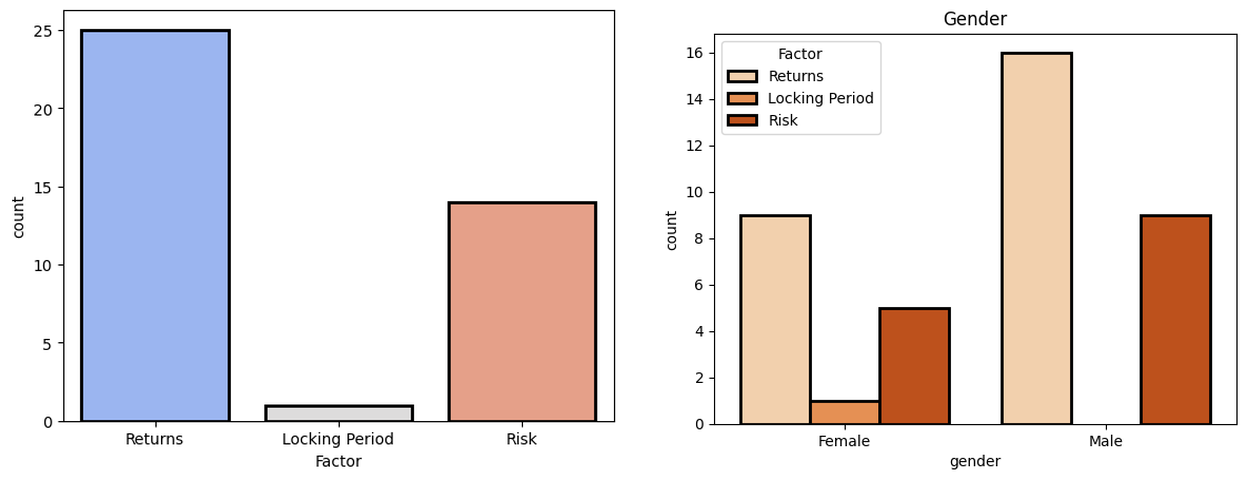 25
20
15
10
5
0
count
Returns
Locking Period
Risk
Factor
Gender
Factor
Returns
Locking Period
Risk
16
14
12
10
8
6
4
2
0
count
Female
Male
gender